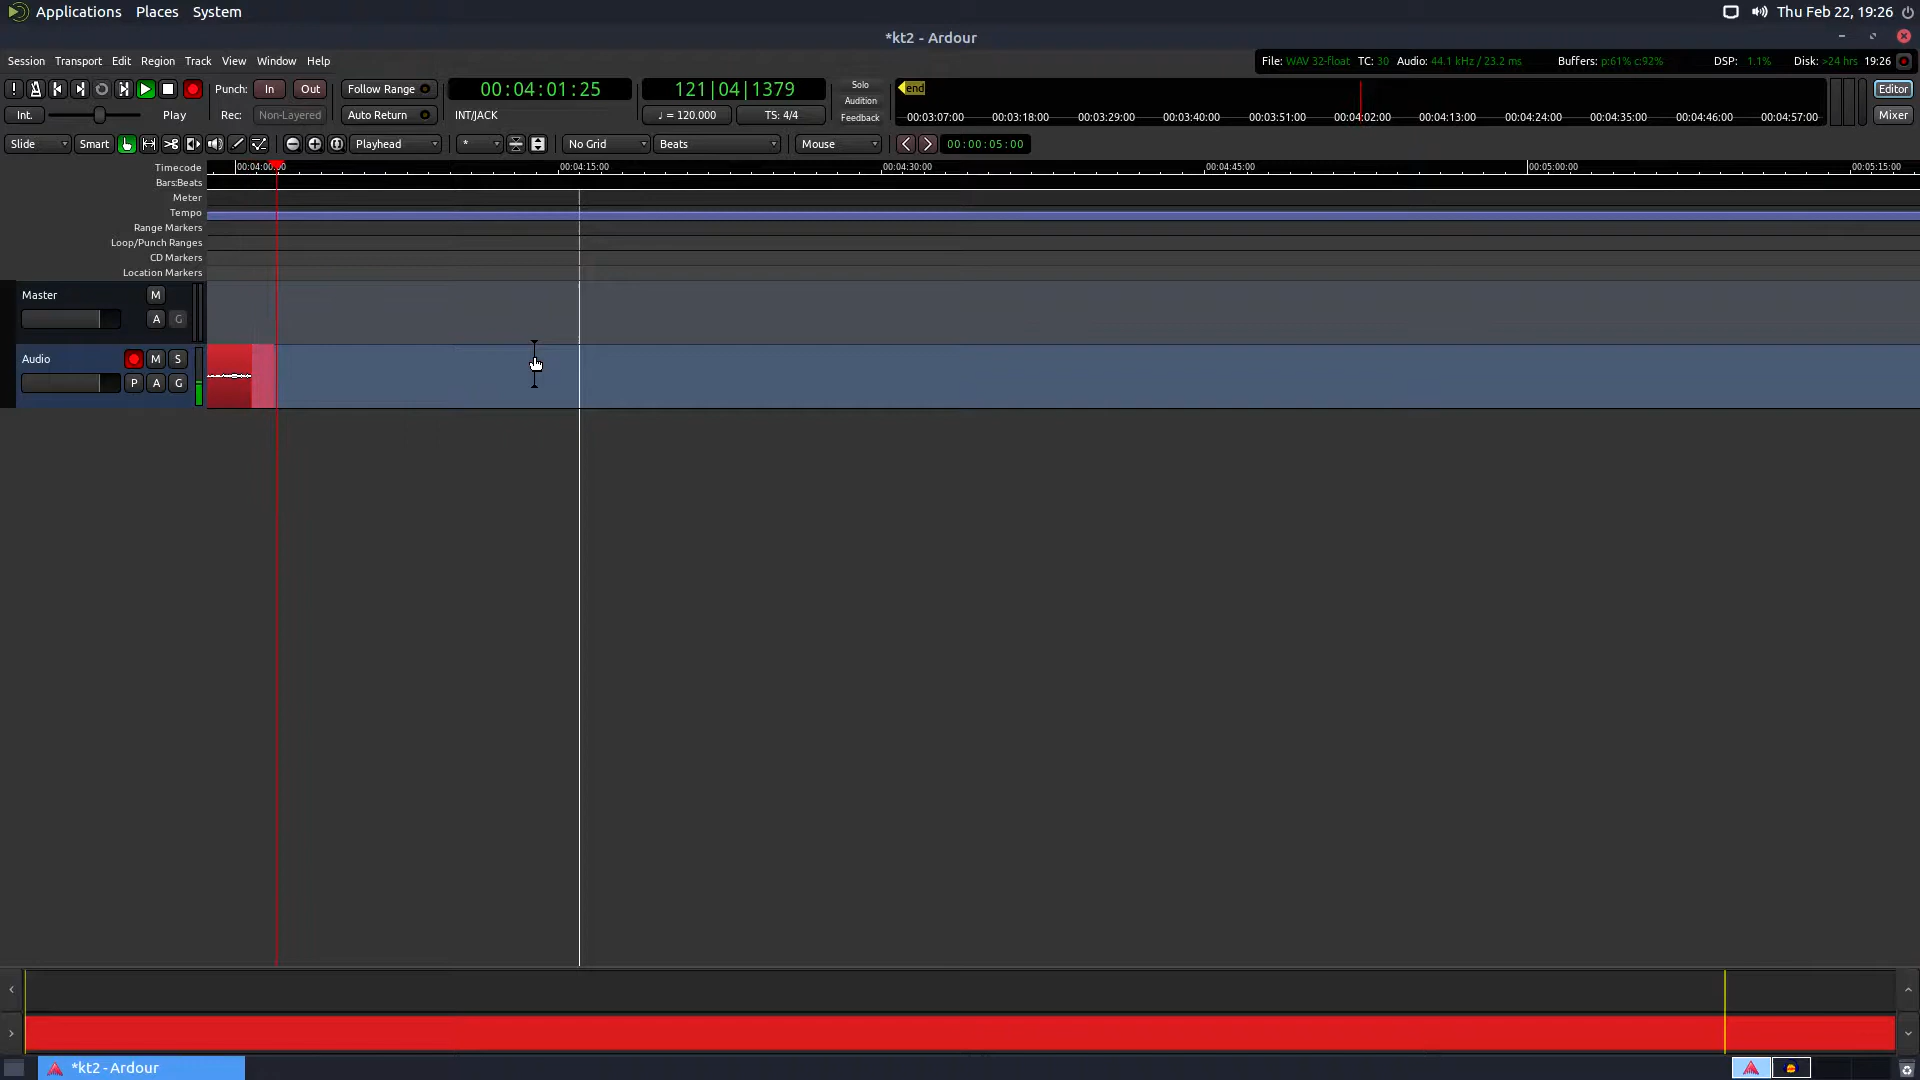 Applications Places System Thu Feb 22, 19:26
*kt2 - Ardour
Session Transport Edit Region Track View Window Help File: WAV 32-float TC: 30 Audio: 44.1 kHz / 23.2 ms Buffers: p:61% c:92% DSP: 1.1% Disk: >24 hrs 19:26
Punch: In Out Follow Range 00:04:01:25 121|04|1379 Solo end Editor
Audition
Int. Play Rec: Non-Layered Auto Return INT/JACK ♩ = 120.000 TS: 4/4 Feedback 00:03:07:00 00:03:18:00 00:03:29:00 00:03:40:00 00:03:51:00 00:04:02:00 00:04:13:00 00:04:24:00 00:04:35:00 00:04:46:00 00:04:57:00 Mixer
Slide Smart Playhead * No Grid Beats Mouse 00:00:05:00
Timecode 00:04:15:00 00:04:30:00 00:04:45:00 00:05:00:00 00:05:15:00
Bars:Beats
Meter
Tempo
Range Markers
Loop/Punch Ranges
CD Markers
Location Markers
Master M
A G
Audio M S
P A G
*kt2 - Ardour